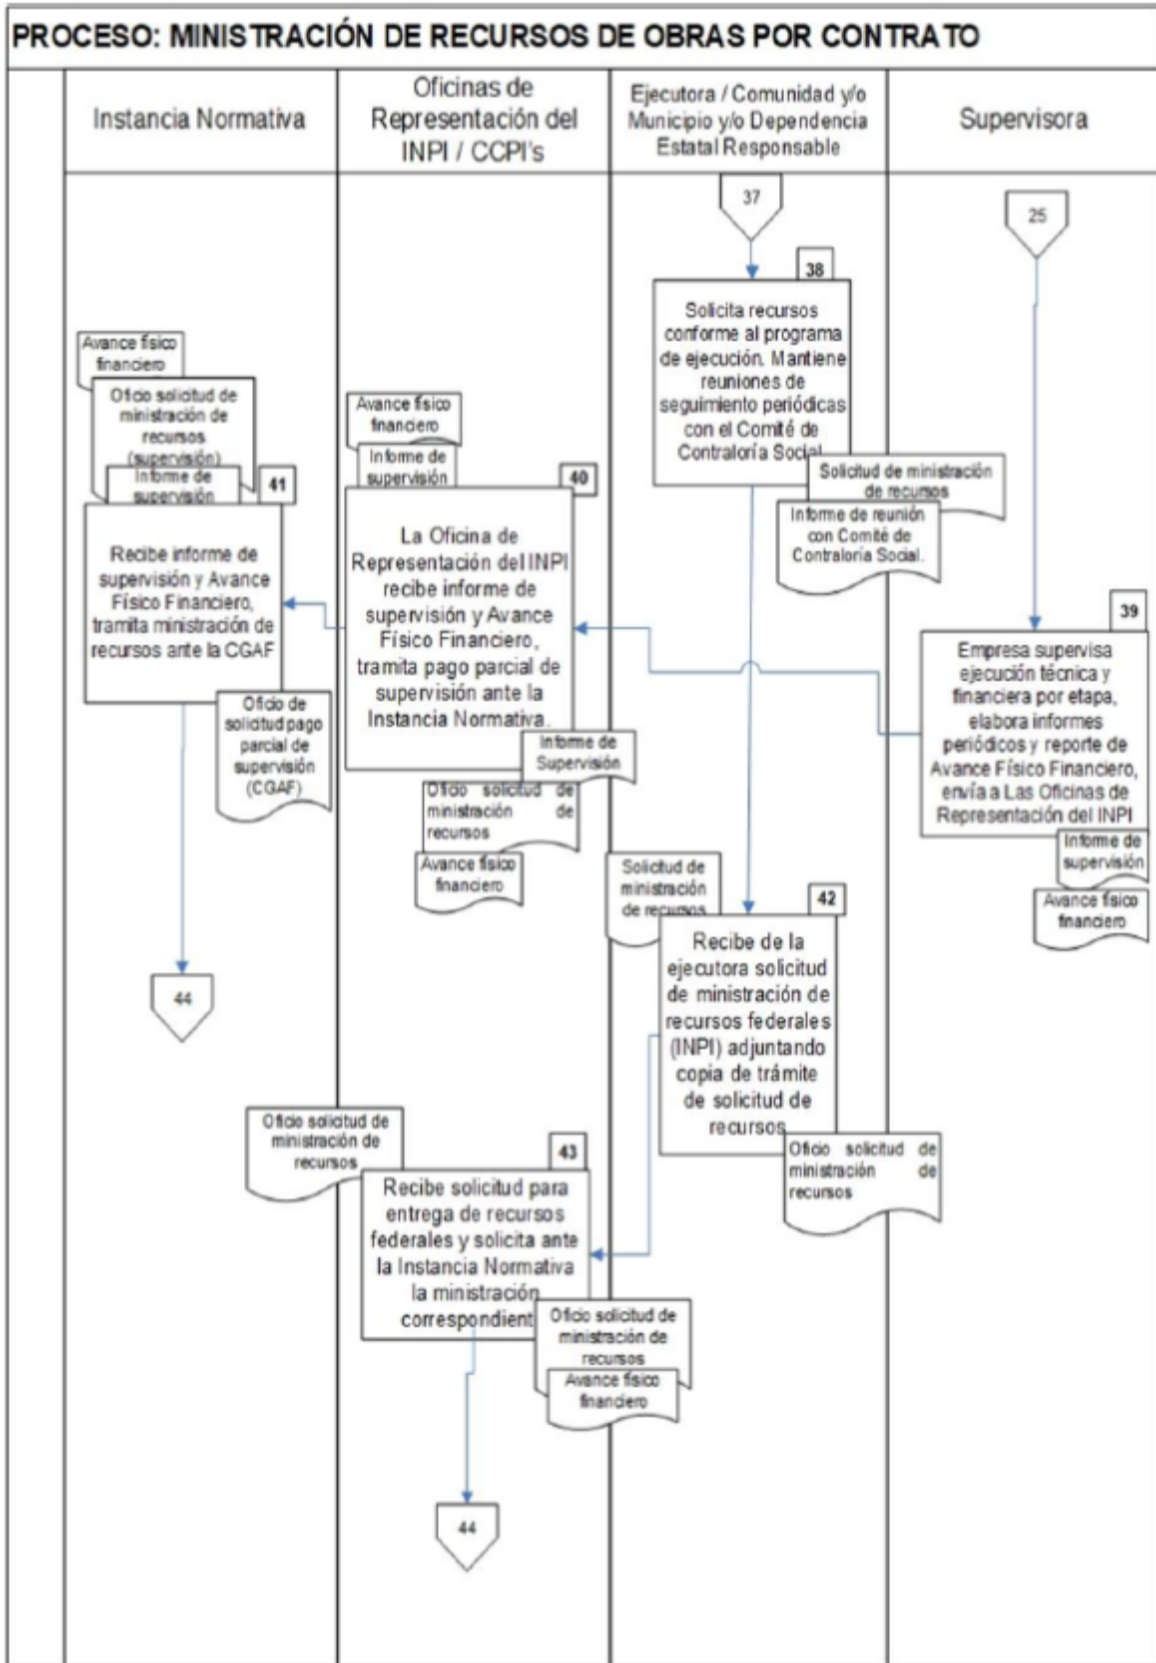 PROCESO: MINISTRACIÓN DE RECURSOS DE OBRAS POR CONTRATO
Instancia Normativa
Oficinas de
Representación del
INPI / CCPI's
Ejecutora / Comunidad y/o
Municipio y/o Dependencia
Estatal Responsable
Supervisora
37
25
38
Solicita recursos
conforme al programa
de ejecución. Mantiene
reuniones de
seguimiento periódicas
con el Comité de
Contraloría Social
Solicitud de ministración
de recursos
Informe de reunión
con Comité de
Contraloría Social.
39
Empresa supervisa
ejecución técnica y
financiera por etapa,
elabora informes
periódicos y reporte de
Avance Físico Financiero,
envía a Las Oficinas de
Representación del INPI
Informe de
supervisión
Avance físico
financiero
Avance físico
financiero
Informe de
supervisión
40
La Oficina de
Representación del INPI
recibe informe de
supervisión y Avance
Físico Financiero,
tramita pago parcial de
supervisión ante la
Instancia Normativa.
Informe de
Supervisión
Oficio solicitud de
ministración de
recursos
Avance físico
financiero
Avance físico
financiero
Oficio solicitud de
ministración de
recursos
(supervisión)
Informe de
supervisión
41
Recibe informe de
supervisión y Avance
Físico Financiero,
tramita ministración de
recursos ante la CGAF
Oficio de
solicitud pago
parcial de
supervisión
(CGAF)
44
Solicitud de
ministración
de recursos
42
Recibe de la
ejecutora solicitud
de ministración de
recursos federales
(INPI) adjuntando
copia de trámite
de solicitud de
recursos
Oficio solicitud de
ministración de
recursos
Oficio solicitud de
ministración de
recursos
43
Recibe solicitud para
entrega de recursos
federales y solicita ante
la Instancia Normativa
la ministración
correspondient
Oficio solicitud de
ministración de
recursos
Avance físico
financiero
44